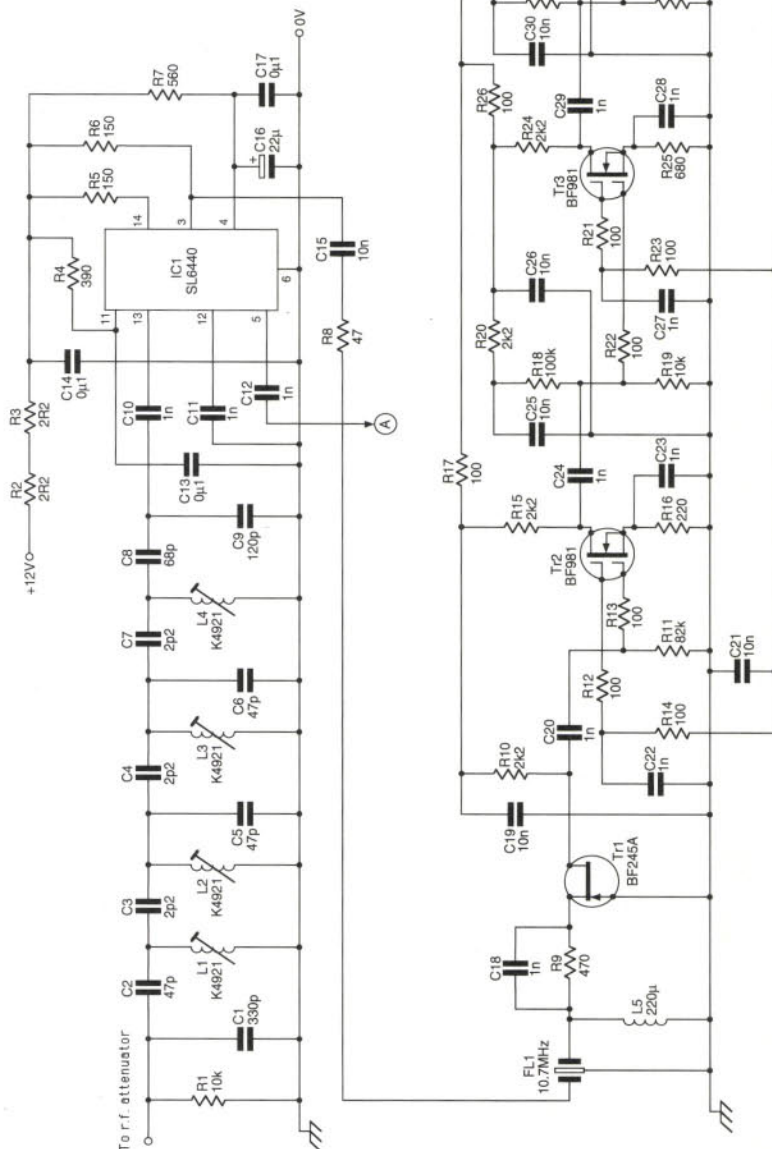 To r.f. attenuator
R1
10k
C1
330p
C2
47p
L1
K4921
C3
2p2
L2
K4921
C5
47p
C4
2p2
L3
K4921
C6
47p
C7
2p2
L4
K4921
C8
68p
C9
120p
+12V
R2
2R2
R3
2R2
C14
0µ1
C13
0µ1
C10
1n
C11
1n
C12
1n
A
R4
390
11
13
12
5
IC1
SL6440
14
3
4
6
R5
150
R6
150
R7
560
+
C16
22µ
C17
0µ1
0V
C15
10n
R8
47
FL1
10.7MHz
L5
220µ
C18
1n
R9
470
Tr1
BF245A
C19
10n
R10
2k2
C20
1n
C22
1n
R12
100
R14
100
R13
100
R11
82k
C21
10n
Tr2
BF981
R15
2k2
R16
220
C23
1n
R17
100
C24
1n
C25
10n
R18
100k
R19
10k
R20
2k2
C26
10n
R22
100
C27
1n
R21
100
R23
100
Tr3
BF981
R24
2k2
R25
680
C28
1n
R26
100
C29
1n
C30
10n